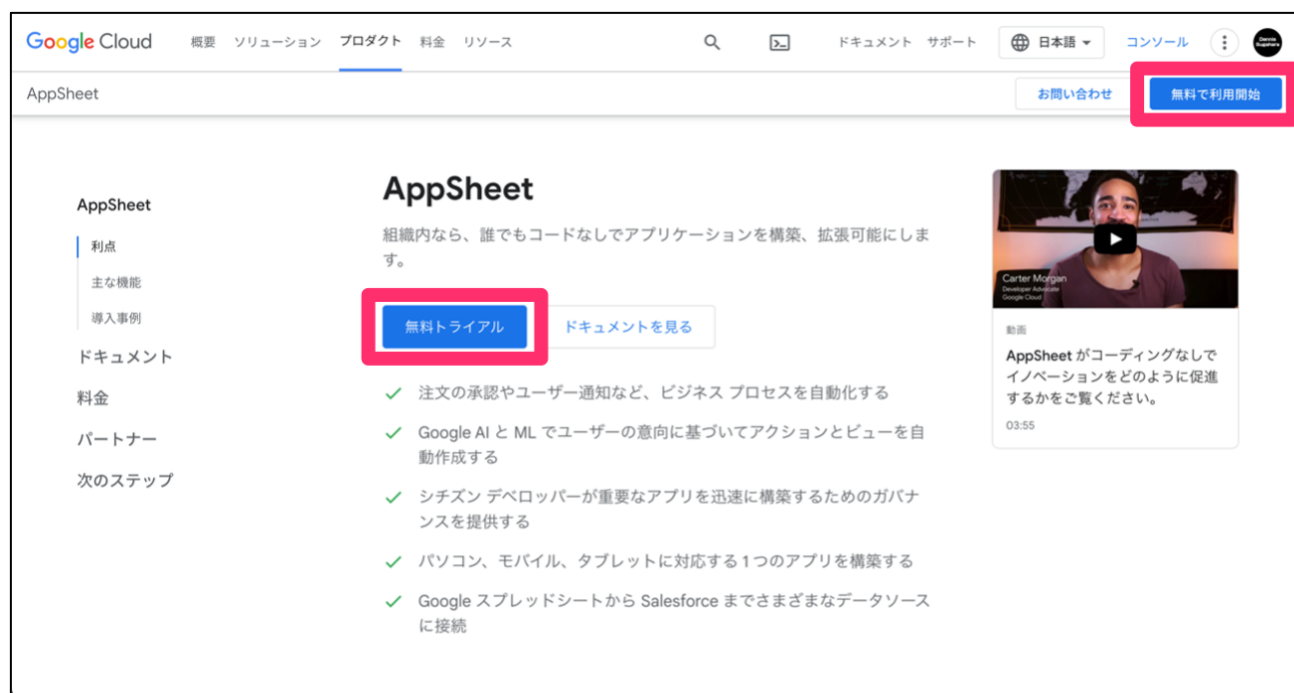 Google Cloud 概要 ソリューション プロダクト 料金 リソース ドキュメント サポート 日本語 コンソール
AppSheet お問い合わせ 無料で利用開始
AppSheet
利点
主な機能
導入事例
ドキュメント
料金
パートナー
次のステップ
AppSheet
組織内なら、誰でもコードなしでアプリケーションを構築、拡張可能にしま
す。
無料トライアル ドキュメントを見る
注文の承認やユーザー通知など、ビジネス プロセスを自動化する
Google AI と ML でユーザーの意向に基づいてアクションとビューを自
動作成する
シチズン デベロッパーが重要なアプリを迅速に構築するためのガバナ
ンスを提供する
パソコン、モバイル、タブレットに対応する 1 つのアプリを構築する
Google スプレッドシートから Salesforce までさまざまなデータソース
に接続
Carter Morgan
Developer Advocate
Google Cloud
動画
AppSheet がコーディングなしで
イノベーションをどのように促進
するかをご覧ください。
03:55